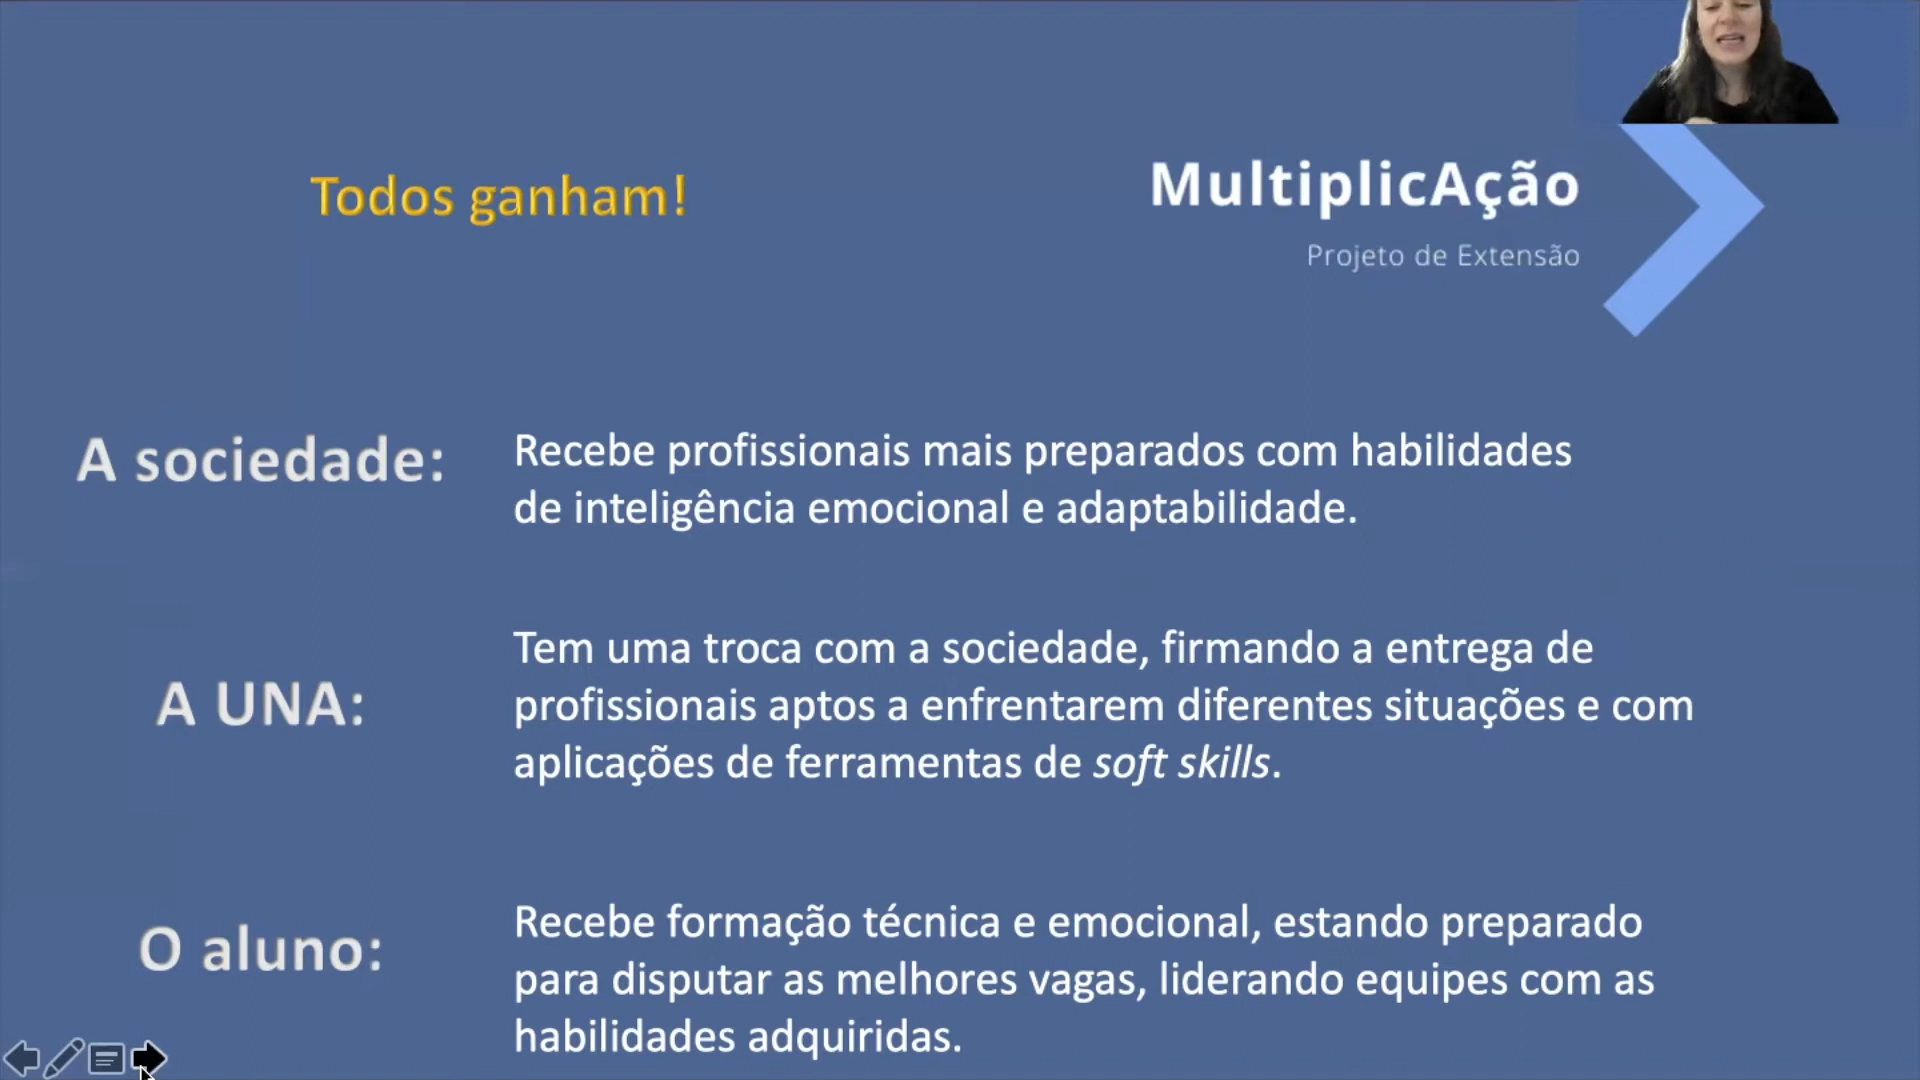 Todos ganham!
MultiplicAção
Projeto de Extensão
A sociedade:
Recebe profissionais mais preparados com habilidades
de inteligência emocional e adaptabilidade.
A UNA:
Tem uma troca com a sociedade, firmando a entrega de
profissionais aptos a enfrentarem diferentes situações e com
aplicações de ferramentas de soft skills.
O aluno:
Recebe formação técnica e emocional, estando preparado
para disputar as melhores vagas, liderando equipes com as
habilidades adquiridas.